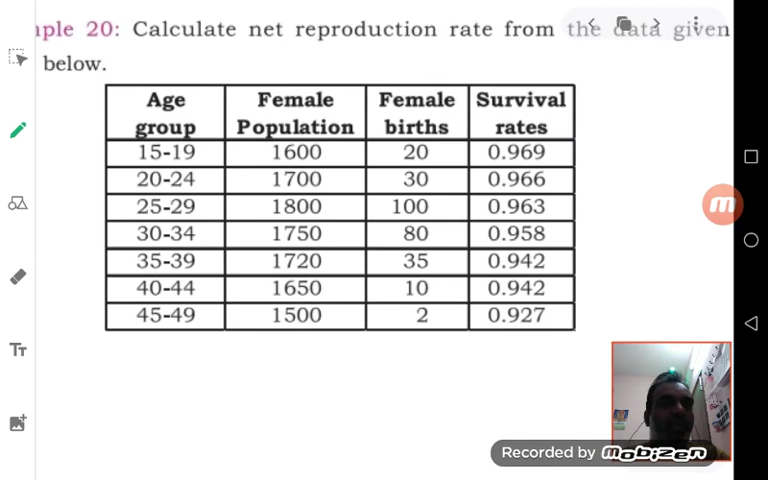 ple 20: Calculate net reproduction rate from the data given
below.
Age group Female Population Female births Survival rates
15-19 1600 20 0.969
20-24 1700 30 0.966
25-29 1800 100 0.963
30-34 1750 80 0.958
35-39 1720 35 0.942
40-44 1650 10 0.942
45-49 1500 2 0.927
TT
m
Recorded by mobizen